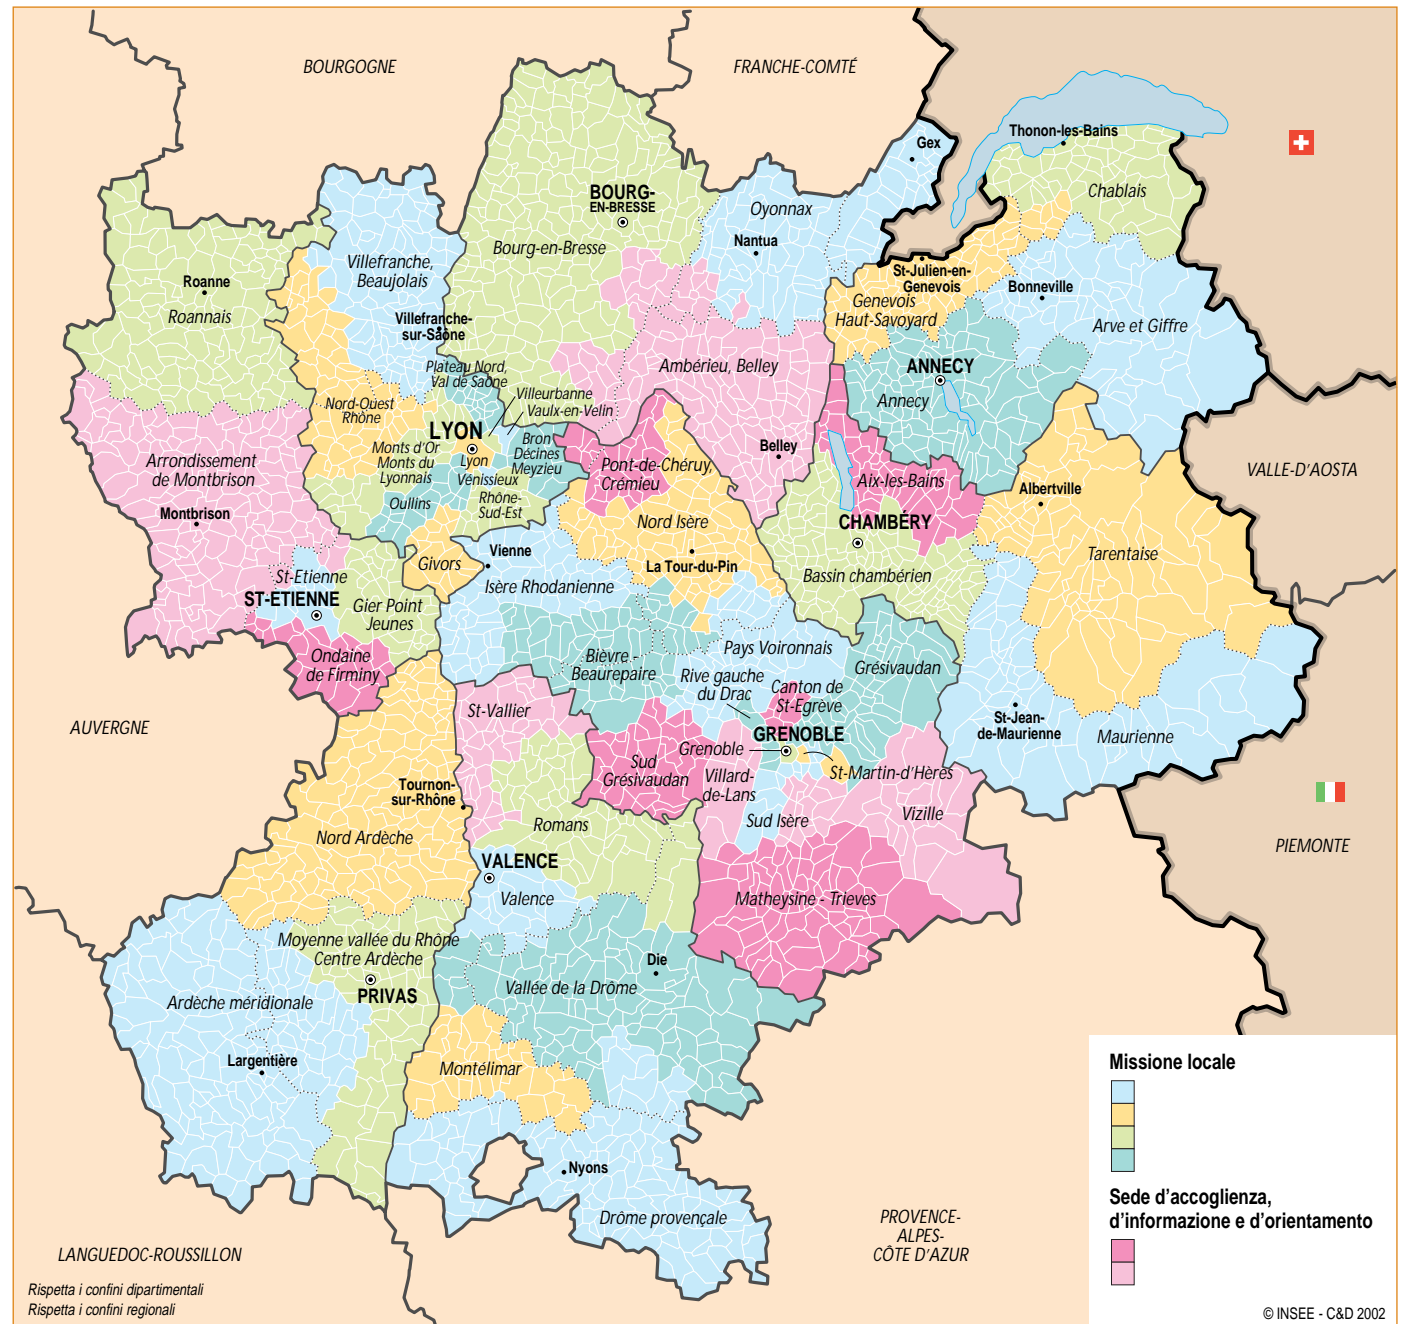 BOURGOGNE
FRANCHE-COMTÉ
Gex
Thonon-les-Bains
Chablais
BOURG-
EN-BRESSE
Oyonnax
Nantua
Bourg-en-Bresse
Villefranche,
Beaujolais
Roanne
Roannais
Villefranche-
sur-Saône
St-Julien-en-
Genevois
Genevois
Haut-Savoyard
Bonneville
Arve et Giffre
Plateau Nord,
Val de Saône
Ambérieu, Belley
ANNECY
Annecy
Villeurbanne
Vaulx-en-Velin
Nord-Ouest
Rhône
LYON
Lyon
Monts d'Or
Monts du
Lyonnais
Bron
Décines
Meyzieu
Vénissieux
Oullins
Rhône-
Sud-Est
Pont-de-Chéruy,
Crémieu
Belley
Aix-les-Bains
Albertville
VALLE-D'AOSTA
Arrondissement
de Montbrison
Montbrison
Nord Isère
CHAMBÉRY
Tarentaise
Vienne
Givors
La Tour-du-Pin
Isère Rhodanienne
Bassin chambérien
St-Etienne
ST-ETIENNE
Gier Point
Jeunes
Ondaine
de Firminy
Bièvre -
Beaurepaire
Pays Voironnais
Grésivaudan
Rive gauche
du Drac
Canton de
St-Egrève
AUVERGNE
St-Vallier
St-Jean-
de-Maurienne
Maurienne
GRENOBLE
Grenoble
St-Martin-d'Hères
Sud
Grésivaudan
Villard-
de-Lans
Tournon-
sur-Rhône
Vizille
Sud Isère
Nord Ardèche
Romans
PIEMONTE
VALENCE
Valence
Matheysine - Trieves
Moyenne vallée du Rhône
Centre Ardèche
PRIVAS
Die
Vallée de la Drôme
Ardèche méridionale
Largentière
Montélimar
Nyons
Drôme provençale
PROVENCE-
ALPES-
CÔTE D'AZUR
LANGUEDOC-ROUSSILLON
Rispetta i confini dipartimentali
Rispetta i confini regionali
Missione locale
Sede d'accoglienza,
d'informazione e d'orientamento
© INSEE - C&D 2002